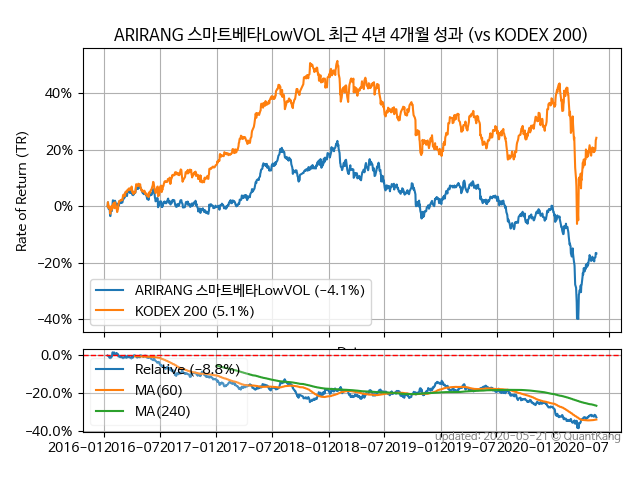 ARIRANG 스마트베타LowVOL 최근 4년 4개월 성과 (vs KODEX 200)
Rate of Return (TR)
40%
20%
0%
−20%
−40%
ARIRANG 스마트베타LowVOL (−4.1%)
KODEX 200 (5.1%)
0.0%
−20.0%
−40.0%
Relative (−8.8%)
MA(60)
MA(240)
2016-01 2016-07 2017-01 2017-07 2018-01 2018-07 2019-01 2019-07 2020-01 2020-07
updated: 2020-05-21 © QuantKang